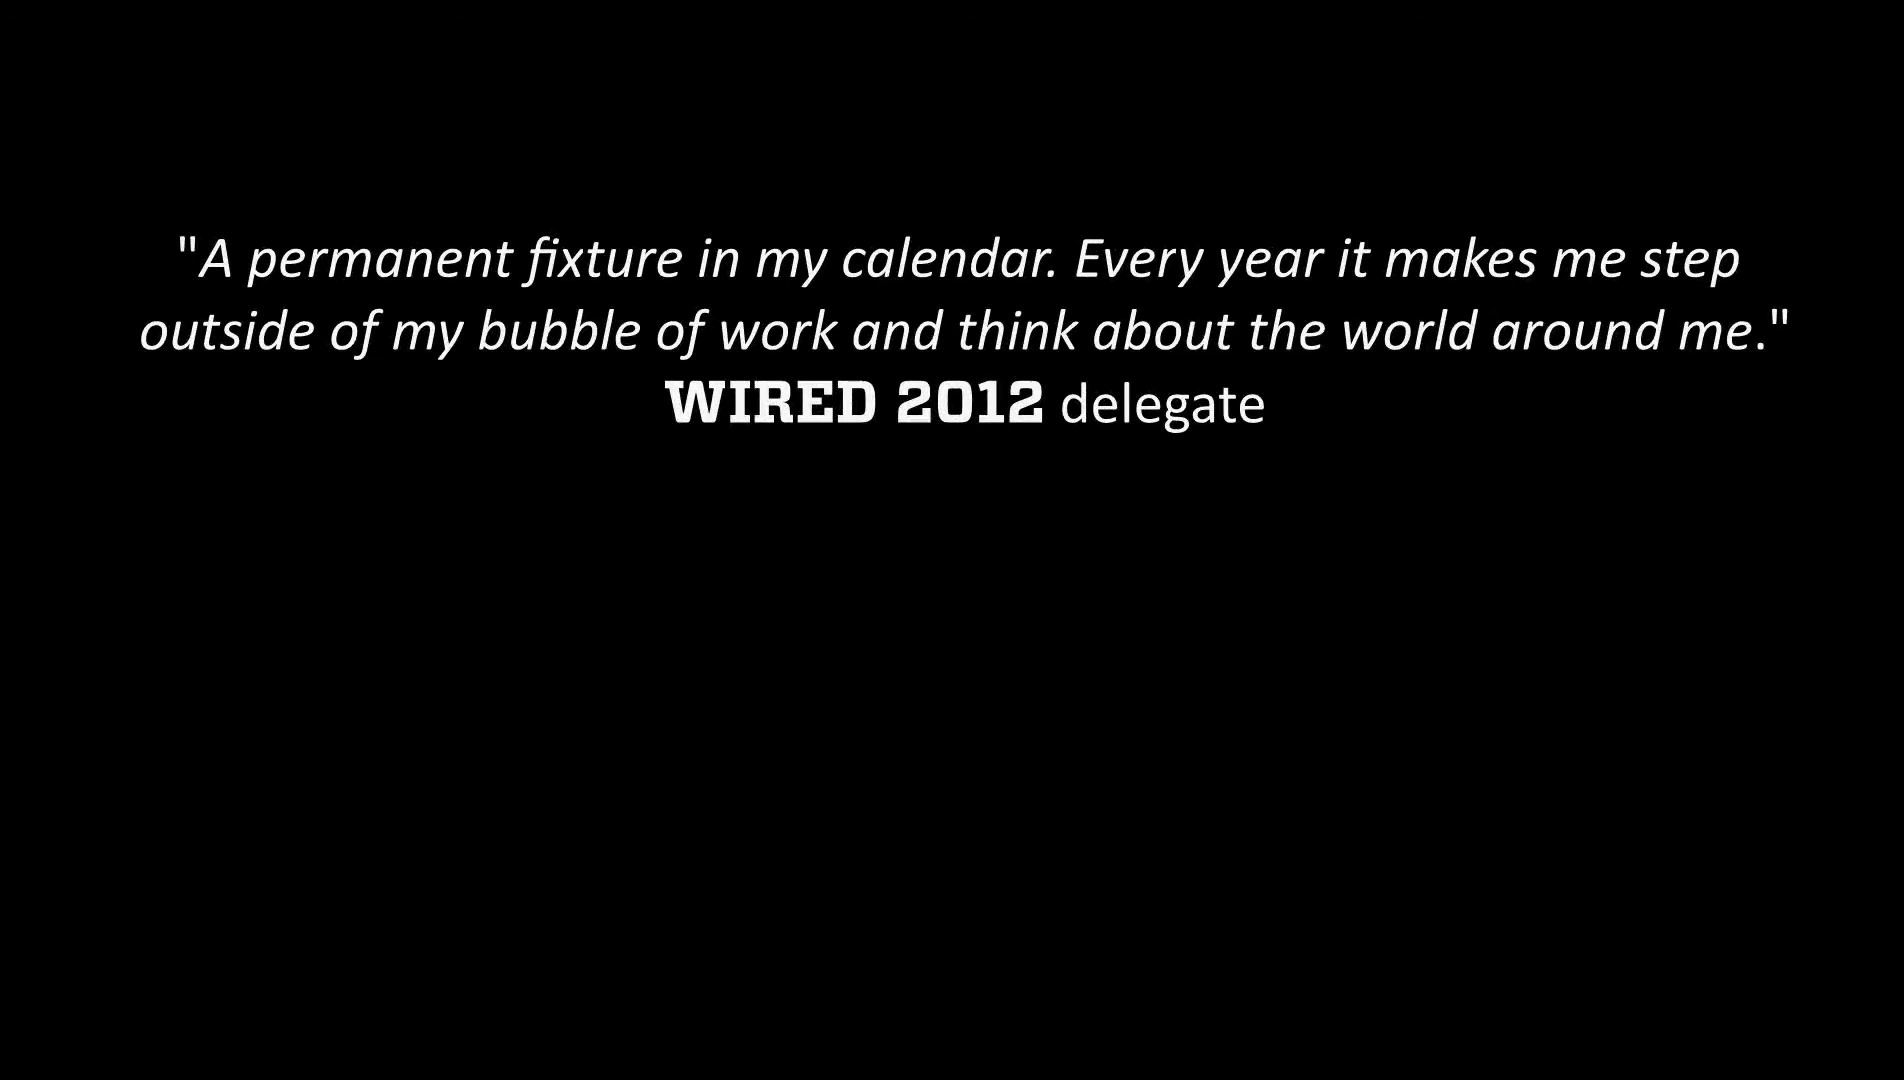 "A permanent fixture in my calendar. Every year it makes me step
outside of my bubble of work and think about the world around me."
WIRED 2012 delegate